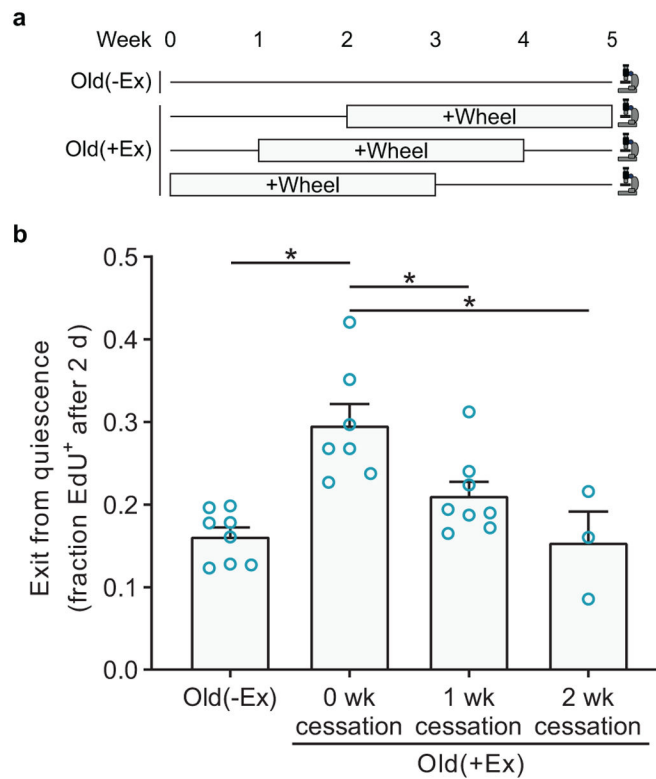 a
Week 0 1 2 3 4 5
Old(-Ex)
+Wheel
Old(+Ex) +Wheel
+Wheel
b
Exit from quiescence
(fraction EdU⁺ after 2 d)
0.5
0.4
0.3
0.2
0.1
0.0
*
*
*
Old(-Ex) 0 wk 1 wk 2 wk
cessation cessation cessation
Old(+Ex)